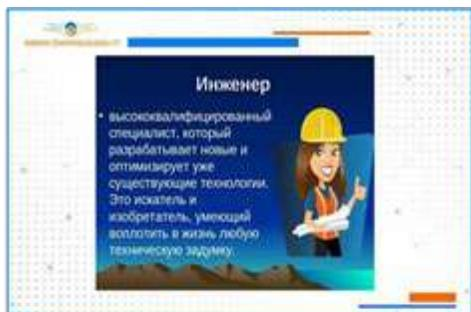 Инженер
• высококвалифицированный
специалист, который
разрабатывает новые и
оптимизирует уже
существующие технологии.
Это искатель и
изобретатель, умеющий
воплотить в жизнь любую
техническую задумку.